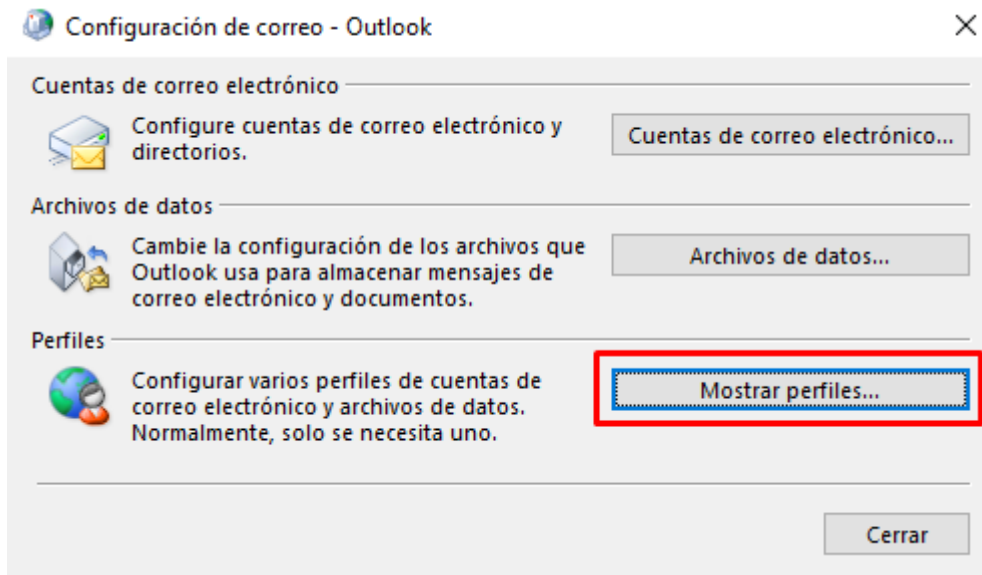 Configuración de correo - Outlook
Cuentas de correo electrónico
Configure cuentas de correo electrónico y
directorios.
Cuentas de correo electrónico...
Archivos de datos
Cambie la configuración de los archivos que
Outlook usa para almacenar mensajes de
correo electrónico y documentos.
Archivos de datos...
Perfiles
Configurar varios perfiles de cuentas de
correo electrónico y archivos de datos.
Normalmente, solo se necesita uno.
Mostrar perfiles...
Cerrar